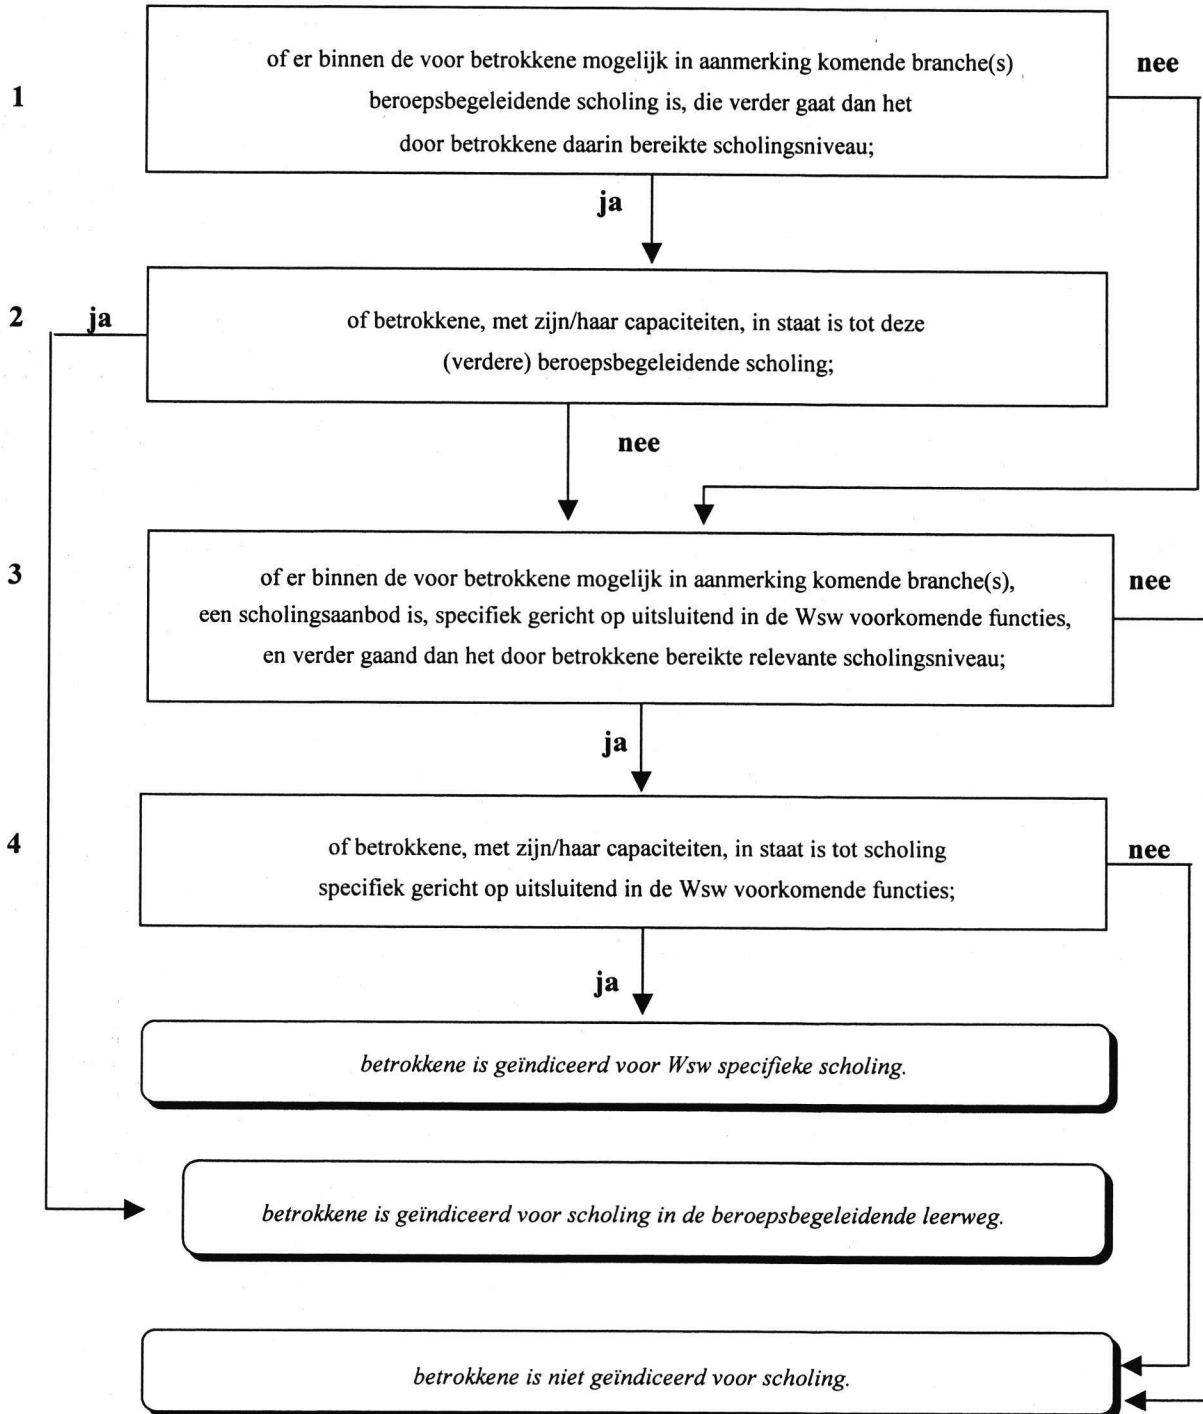 of er binnen de voor betrokkene mogelijk in aanmerking komende branche(s)
nee
1
beroepsbegeleidende scholing is, die verder gaat dan het
door betrokkene daarin bereikte scholingsniveau;
ja
2
ja
of betrokkene, met zijn/haar capaciteiten, in staat is tot deze
(verdere) beroepsbegeleidende scholing;
nee
3
of er binnen de voor betrokkene mogelijk in aanmerking komende branche(s),
nee
een scholingsaanbod is, specifiek gericht op uitsluitend in de Wsw voorkomende functies,
en verder gaand dan het door betrokkene bereikte relevante scholingsniveau;
ja
4
of betrokkene, met zijn/haar capaciteiten, in staat is tot scholing
nee
specifiek gericht op uitsluitend in de Wsw voorkomende functies;
ja
betrokkene is geïndiceerd voor Wsw specifieke scholing.
betrokkene is geïndiceerd voor scholing in de beroepsbegeleidende leerweg.
betrokkene is niet geïndiceerd voor scholing.